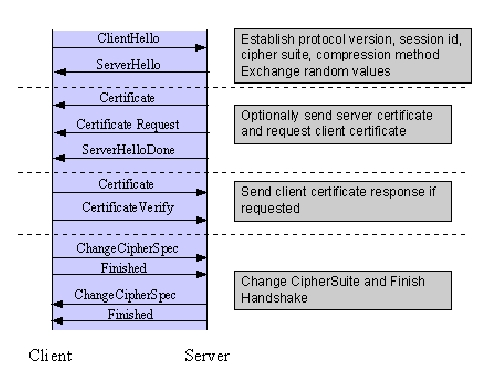 ClientHello
Establish protocol version, session id,
cipher suite, compression method
Exchange random values
ServerHello
Certificate
Optionally send server certificate
and request client certificate
Certificate Request
ServerHelloDone
Certificate
Send client certificate response if
requested
CertificateVerify
ChangeCipherSpec
Finished
Change CipherSuite and Finish
Handshake
ChangeCipherSpec
Finished
Client
Server